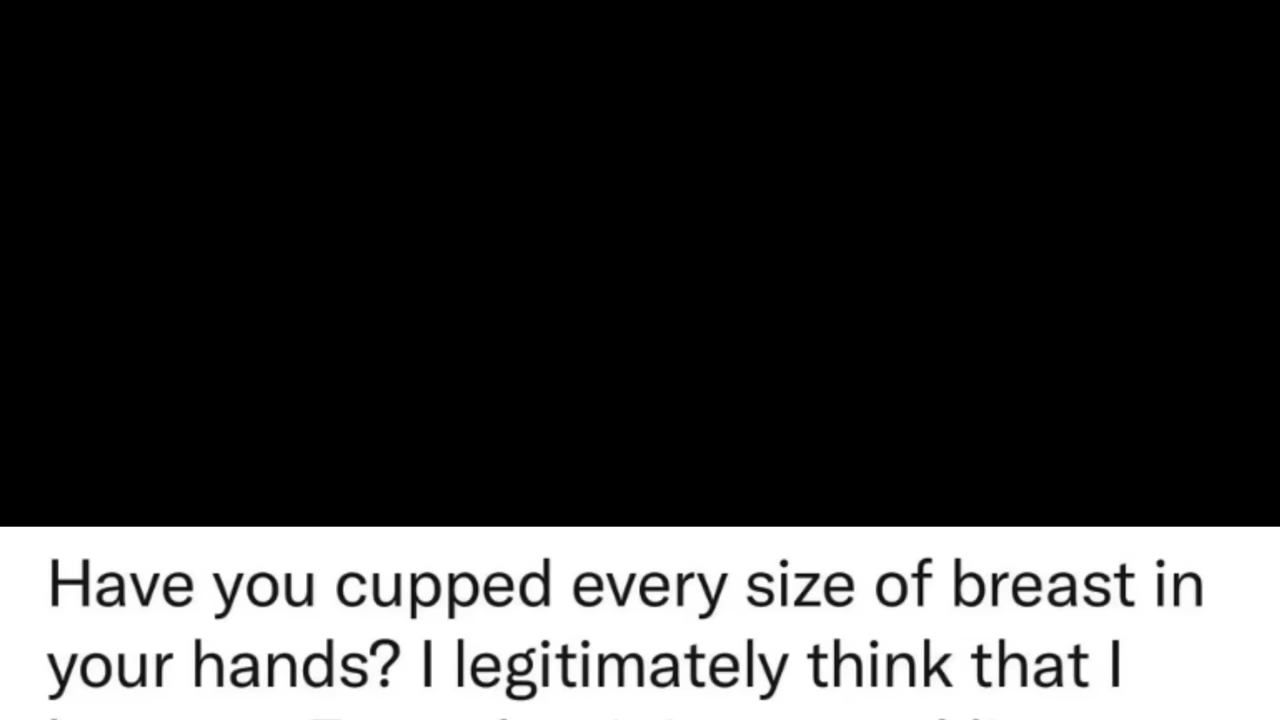 Have you cupped every size of breast in
your hands? I legitimately think that I